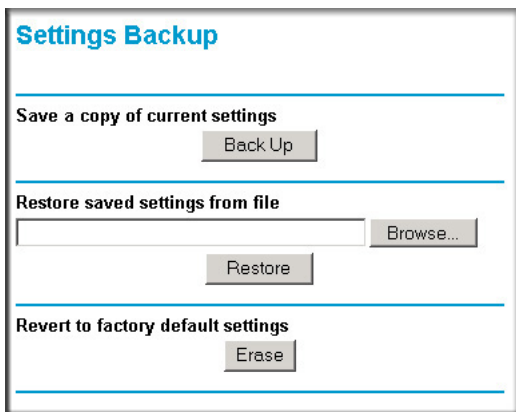 Settings Backup
Save a copy of current settings
Back Up
Restore saved settings from file
Browse...
Restore
Revert to factory default settings
Erase